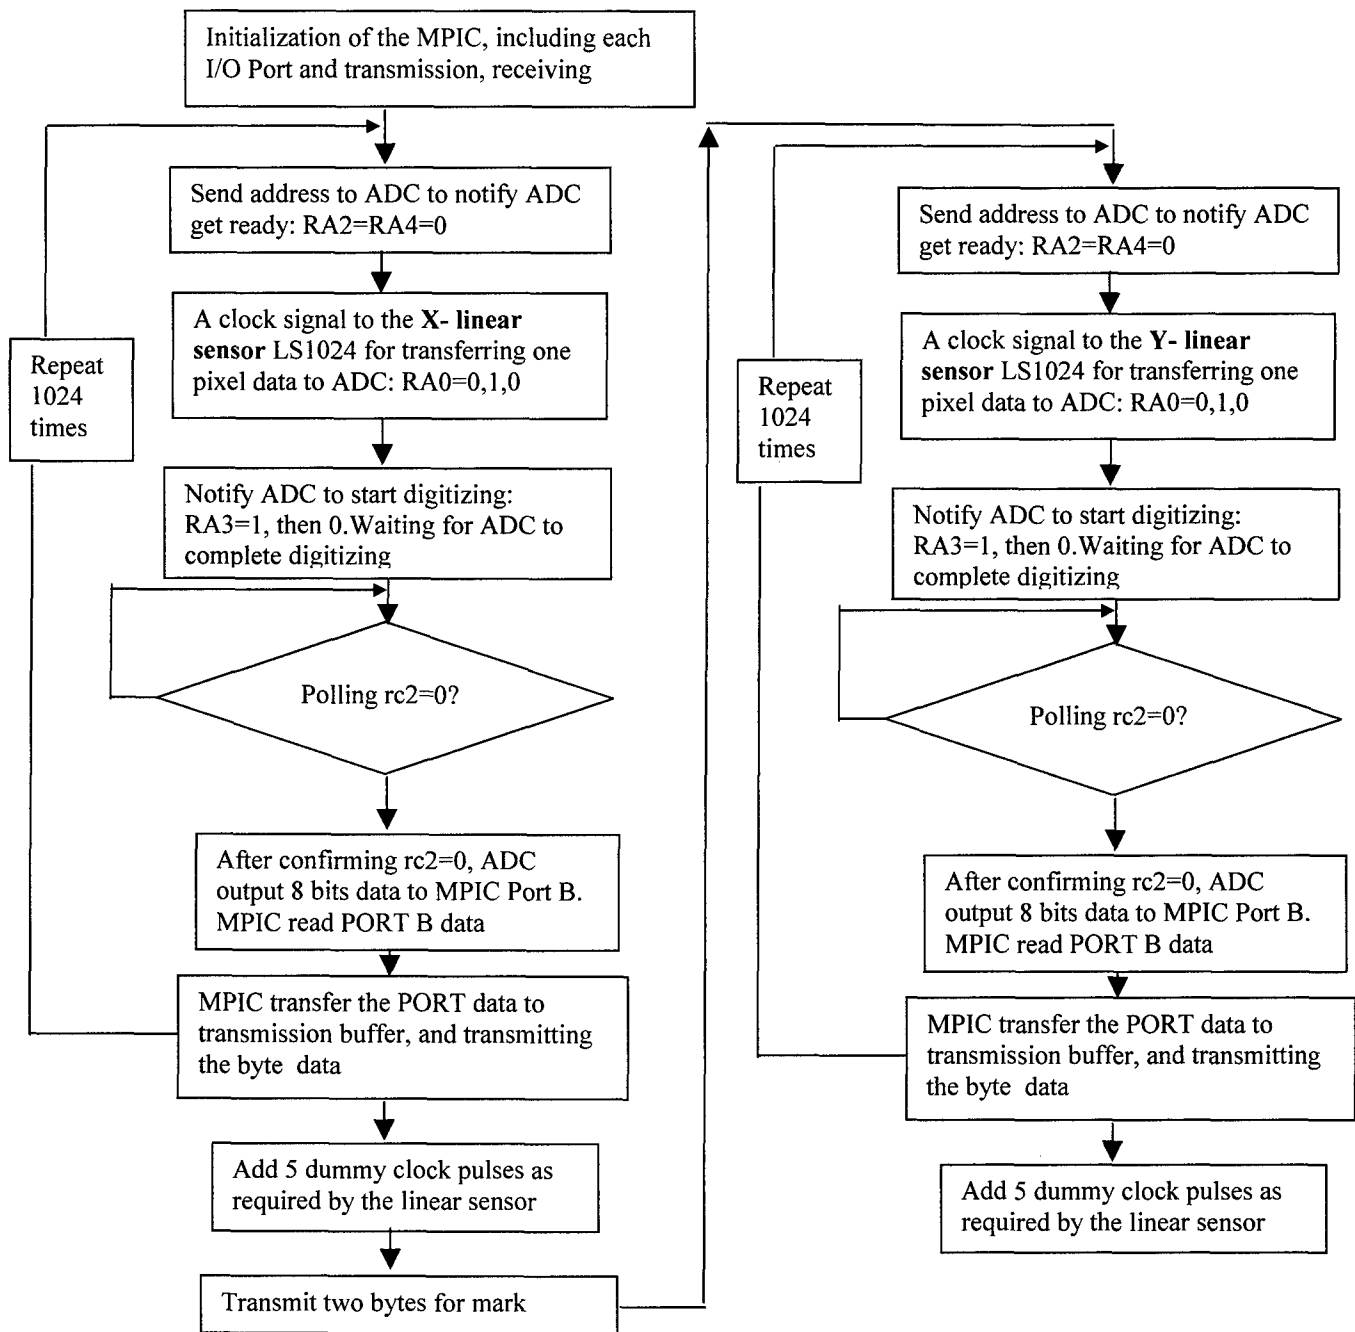 Initialization of the MPIC, including each
I/O Port and transmission, receiving
Send address to ADC to notify ADC
get ready: RA2=RA4=0
A clock signal to the X- linear
sensor LS1024 for transferring one
pixel data to ADC: RA0=0,1,0
Repeat
1024
times
Notify ADC to start digitizing:
RA3=1, then 0.Waiting for ADC to
complete digitizing
Polling rc2=0?
After confirming rc2=0, ADC
output 8 bits data to MPIC Port B.
MPIC read PORT B data
MPIC transfer the PORT data to
transmission buffer, and transmitting
the byte data
Add 5 dummy clock pulses as
required by the linear sensor
Transmit two bytes for mark
Send address to ADC to notify ADC
get ready: RA2=RA4=0
A clock signal to the Y- linear
sensor LS1024 for transferring one
pixel data to ADC: RA0=0,1,0
Repeat
1024
times
Notify ADC to start digitizing:
RA3=1, then 0.Waiting for ADC to
complete digitizing
Polling rc2=0?
After confirming rc2=0, ADC
output 8 bits data to MPIC Port B.
MPIC read PORT B data
MPIC transfer the PORT data to
transmission buffer, and transmitting
the byte data
Add 5 dummy clock pulses as
required by the linear sensor